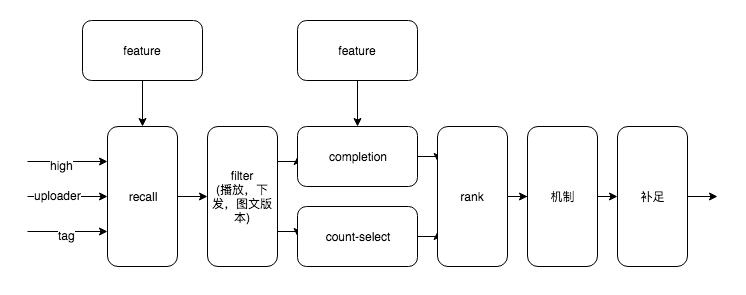 feature
feature
high
uploader
tag
recall
filter
(播放，下
发，图文版
本)
completion
count-select
rank
机制
补足